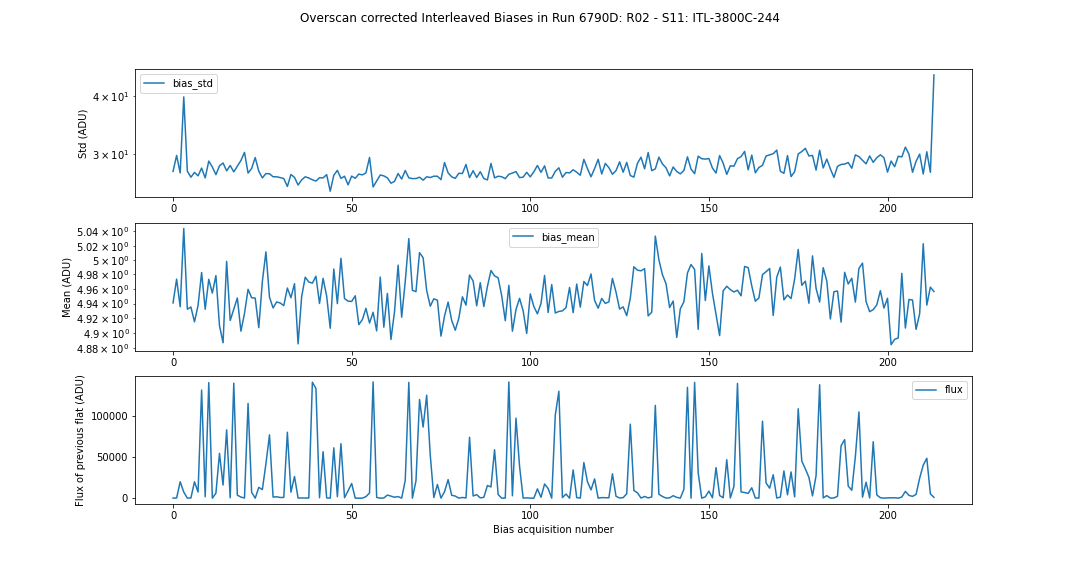 Overscan corrected Interleaved Biases in Run 6790D: R02 - S11: ITL-3800C-244
bias_std
Std (ADU)
4 × 10¹
3 × 10¹
0 50 100 150 200
bias_mean
Mean (ADU)
5.04 × 10⁰
5.02 × 10⁰
5 × 10⁰
4.98 × 10⁰
4.96 × 10⁰
4.94 × 10⁰
4.92 × 10⁰
4.9 × 10⁰
4.88 × 10⁰
0 50 100 150 200
flux
Flux of previous flat (ADU)
100000
50000
0
0 50 100 150 200
Bias acquisition number